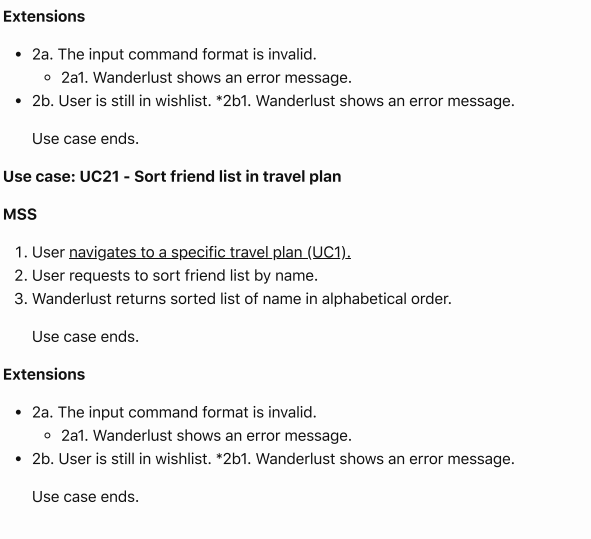 Extensions
• 2a. The input command format is invalid.
◦ 2a1. Wanderlust shows an error message.
• 2b. User is still in wishlist. *2b1. Wanderlust shows an error message.
Use case ends.
Use case: UC21 - Sort friend list in travel plan
MSS
1. User navigates to a specific travel plan (UC1).
2. User requests to sort friend list by name.
3. Wanderlust returns sorted list of name in alphabetical order.
Use case ends.
Extensions
• 2a. The input command format is invalid.
◦ 2a1. Wanderlust shows an error message.
• 2b. User is still in wishlist. *2b1. Wanderlust shows an error message.
Use case ends.